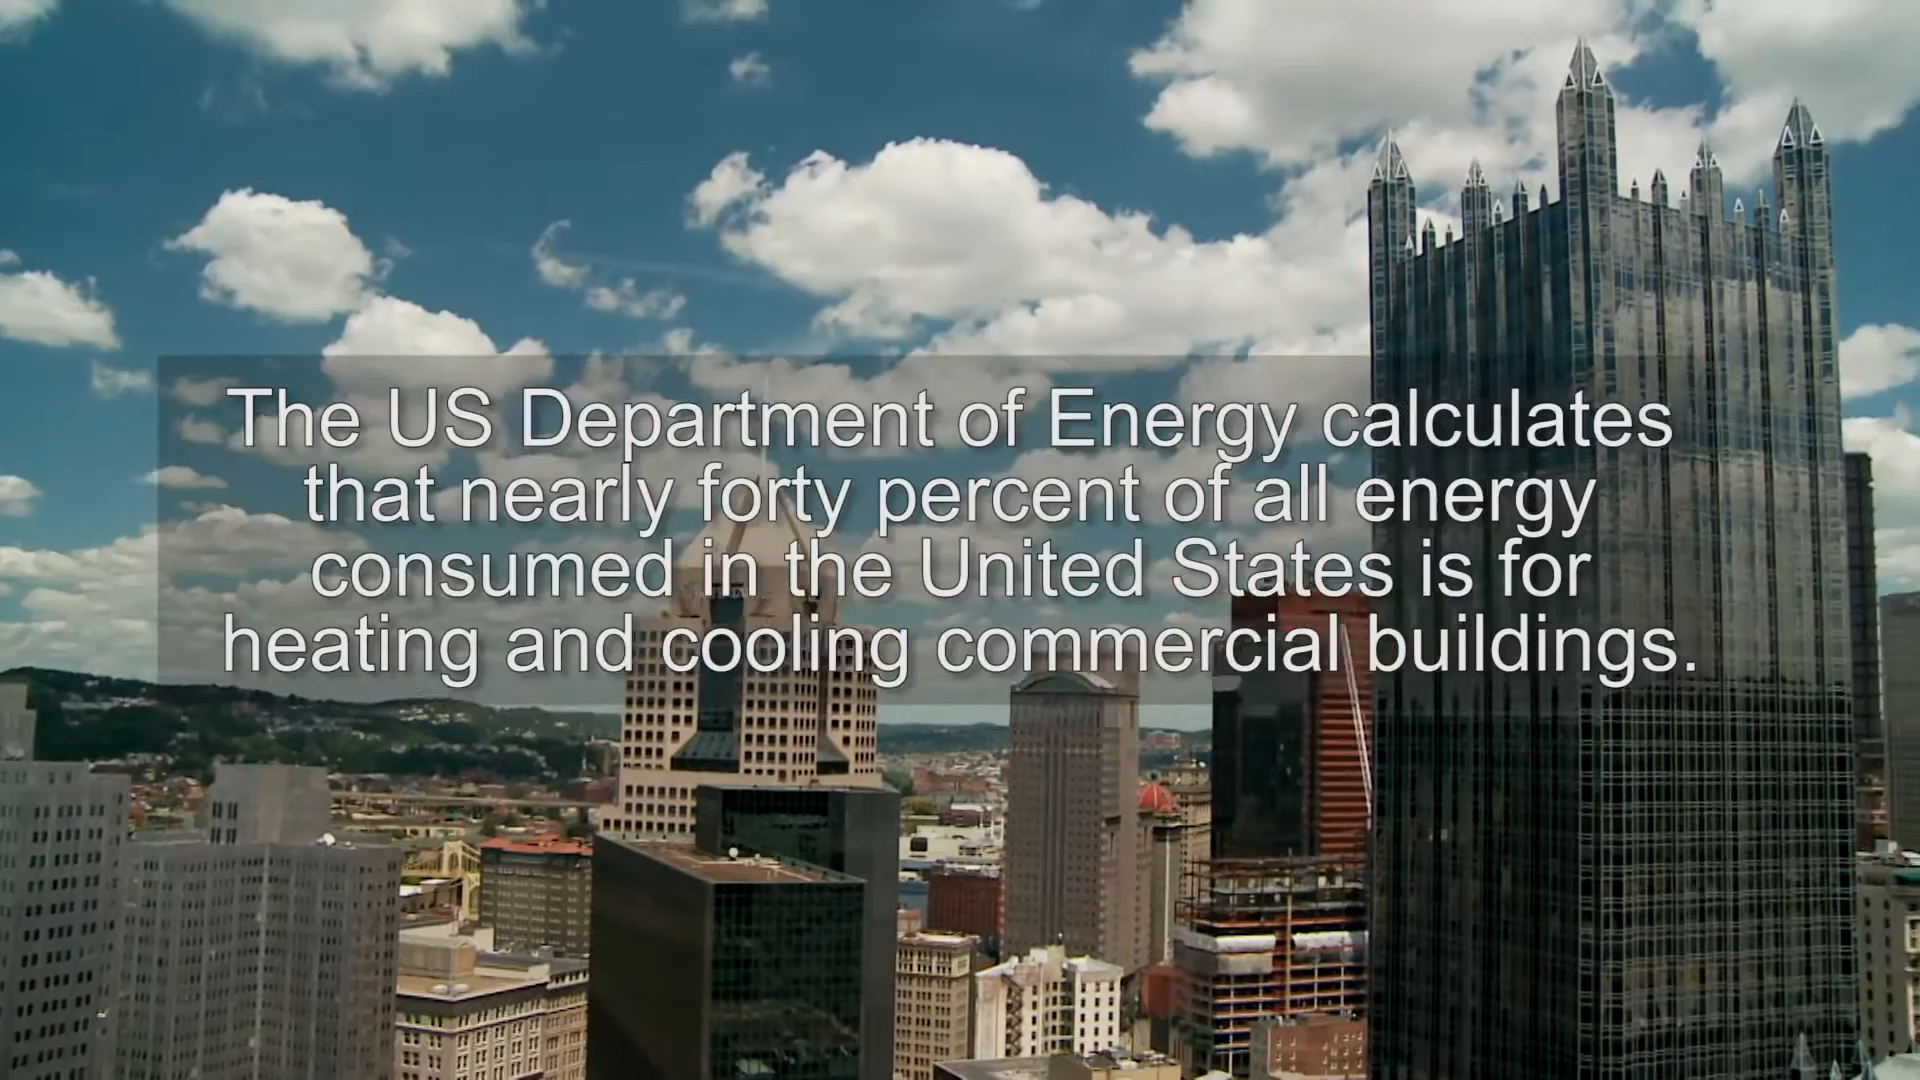 The US Department of Energy calculates
that nearly forty percent of all energy
consumed in the United States is for
heating and cooling commercial buildings.